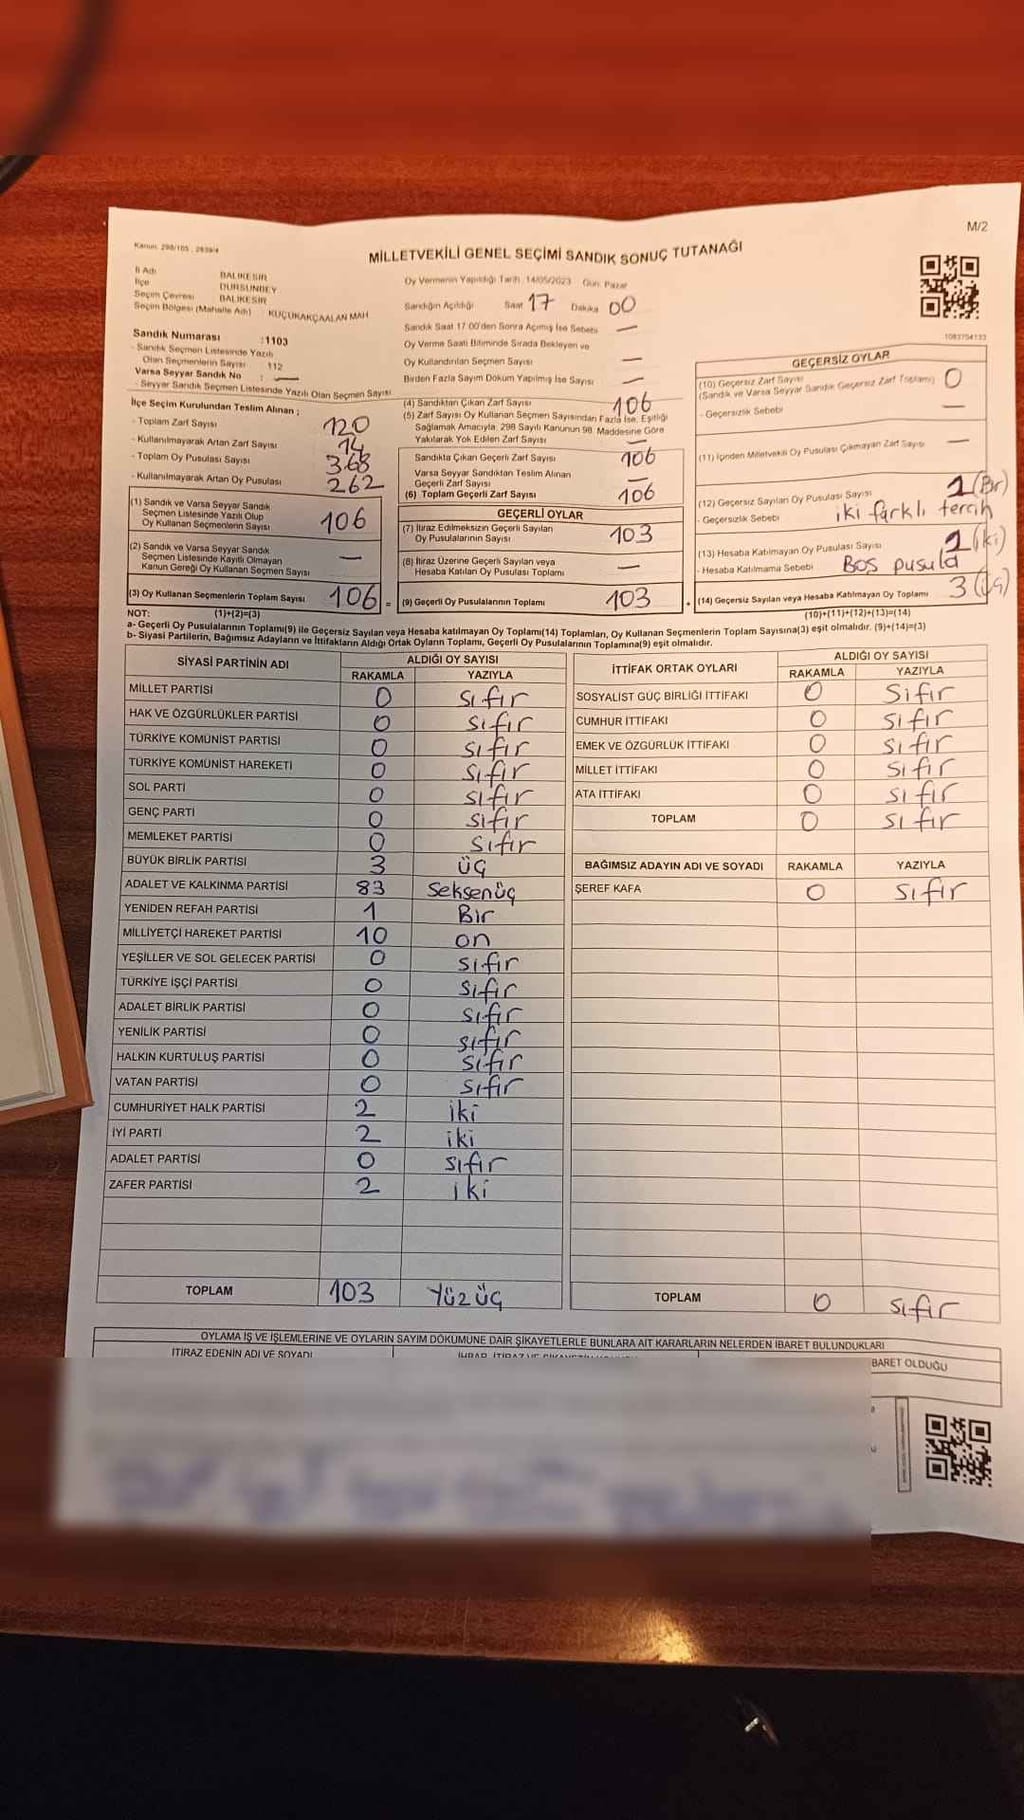 M/2
Kanun: 298/105 , 2839/4
MİLLETVEKİLİ GENEL SEÇİMİ SANDIK SONUÇ TUTANAĞI
İl Adı BALIKESİR
İlçe DURSUNBEY
Seçim Çevresi BALIKESİR
Seçim Bölgesi (Mahalle Adı) KÜÇÜKAKÇAALAN MAH
Sandık Numarası :1103
Sandık Seçmen Listesinde Yazılı
Olan Seçmenlerin Sayısı 112
Varsa Seyyar Sandık No : —
- Seyyar Sandık Seçmen Listesinde Yazılı Olan Seçmen Sayısı
İlçe Seçim Kurulundan Teslim Alınan ;
- Toplam Zarf Sayısı 120
- Kullanılmayarak Artan Zarf Sayısı 14
- Toplam Oy Pusulası Sayısı 368
- Kullanılmayarak Artan Oy Pusulası 262
(1) Sandık ve Varsa Seyyar Sandık
Seçmen Listesinde Yazılı Olup
Oy Kullanan Seçmenlerin Sayısı 106
(2) Sandık ve Varsa Seyyar Sandık
Seçmen Listesinde Kayıtlı Olmayan
Kanun Gereği Oy Kullanan Seçmen Sayısı —
(3) Oy Kullanan Seçmenlerin Toplam Sayısı 106 =
Oy Vermenin Yapıldığı Tarih : 14/05/2023 Gün: Pazar
Sandığın Açıldığı Saat 17 Dakika 00
Sandık Saat 17 00'den Sonra Açılmış İse Sebebi —
Oy Verme Saati Bitiminde Sırada Bekleyen ve
Oy Kullandırılan Seçmen Sayısı —
Birden Fazla Sayım Döküm Yapılmış İse Sayısı —
(4) Sandıktan Çıkan Zarf Sayısı 106
(5) Zarf Sayısı Oy Kullanan Seçmen Sayısından Fazla İse, Eşitliği
Sağlamak Amacıyla; 298 Sayılı Kanunun 98. Maddesine Göre
Yakılarak Yok Edilen Zarf Sayısı —
Sandıkta Çıkan Geçerli Zarf Sayısı 106
Varsa Seyyar Sandıktan Teslim Alınan
Geçerli Zarf Sayısı —
(6) Toplam Geçerli Zarf Sayısı 106
GEÇERLİ OYLAR
(7) İtiraz Edilmeksizin Geçerli Sayılan
Oy Pusulalarının Sayısı 103
(8) İtiraz Üzerine Geçerli Sayılan veya
Hesaba Katılan Oy Pusulası Toplamı —
(9) Geçerli Oy Pusulalarının Toplamı 103 +
1083704133
GEÇERSİZ OYLAR
(10) Geçersiz Zarf Sayısı 0
(Sandık ve Varsa Seyyar Sandık Geçersiz Zarf Toplamı)
- Geçersizlik Sebebi —
(11) İçinden Milletvekili Oy Pusulası Çıkmayan Zarf Sayısı —
(12) Geçersiz Sayılan Oy Pusulası Sayısı 1 (Bir)
- Geçersizlik Sebebi iki farklı tercih
(13) Hesaba Katılmayan Oy Pusulası Sayısı (iki)
- Hesaba Katılmama Sebebi Boş pusula
(14) Geçersiz Sayılan veya Hesaba Katılmayan Oy Toplamı 3 (üç)
NOT: (1)+(2)=(3) (10)+(11)+(12)+(13)=(14)
a- Geçerli Oy Pusulalarının Toplamı(9) ile Geçersiz Sayılan veya Hesaba katılmayan Oy Toplamı(14) Toplamları, Oy Kullanan Seçmenlerin Toplam Sayısına(3) eşit olmalıdır. (9)+(14)=(3)
b- Siyasi Partilerin, Bağımsız Adayların ve İttifakların Aldığı Ortak Oyların Toplamı, Geçerli Oy Pusulalarının Toplamına(9) eşit olmalıdır.
SİYASİ PARTİNİN ADI ALDIĞI OY SAYISI
RAKAMLA YAZIYLA
MİLLET PARTİSİ 0 sıfır
HAK VE ÖZGÜRLÜKLER PARTİSİ 0 sıfır
TÜRKİYE KOMÜNİST PARTİSİ 0 sıfır
TÜRKİYE KOMÜNİST HAREKETİ 0 sıfır
SOL PARTİ 0 sıfır
GENÇ PARTİ 0 sıfır
MEMLEKET PARTİSİ 0 sıfır
BÜYÜK BİRLİK PARTİSİ 3 üç
ADALET VE KALKINMA PARTİSİ 83 Seksenüç
YENİDEN REFAH PARTİSİ 1 Bir
MİLLİYETÇİ HAREKET PARTİSİ 10 on
YEŞİLLER VE SOL GELECEK PARTİSİ 0 sıfır
TÜRKİYE İŞÇİ PARTİSİ 0 sıfır
ADALET BİRLİK PARTİSİ 0 sıfır
YENİLİK PARTİSİ 0 sıfır
HALKIN KURTULUŞ PARTİSİ 0 sıfır
VATAN PARTİSİ 0 sıfır
CUMHURİYET HALK PARTİSİ 2 iki
İYİ PARTİ 2 iki
ADALET PARTİSİ 0 sıfır
ZAFER PARTİSİ 2 iki
TOPLAM 103 Yüzüç
İTTİFAK ORTAK OYLARI ALDIĞI OY SAYISI
RAKAMLA YAZIYLA
SOSYALİST GÜÇ BİRLİĞİ İTTİFAKI 0 Sıfır
CUMHUR İTTİFAKI 0 sıfır
EMEK VE ÖZGÜRLÜK İTTİFAKI 0 sıfır
MİLLET İTTİFAKI 0 sıfır
ATA İTTİFAKI 0 sıfır
TOPLAM 0 sıfır
BAĞIMSIZ ADAYIN ADI VE SOYADI RAKAMLA YAZIYLA
ŞEREF KAFA 0 sıfır
TOPLAM 0 sıfır
OYLAMA İŞ VE İŞLEMLERİNE VE OYLARIN SAYIM DÖKÜMÜNE DAİR ŞİKAYETLERLE BUNLARA AİT KARARLARIN NELERDEN İBARET BULUNDUKLARI
İTİRAZ EDENİN ADI VE SOYADI
BARET OLDUĞU